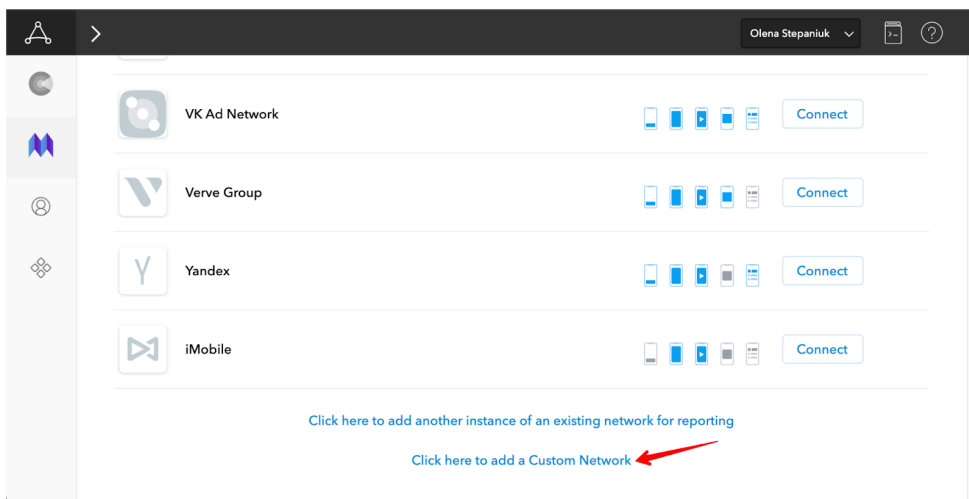 Olena Stepaniuk
VK Ad Network
Connect
Verve Group
Connect
Yandex
Connect
iMobile
Connect
Click here to add another instance of an existing network for reporting
Click here to add a Custom Network